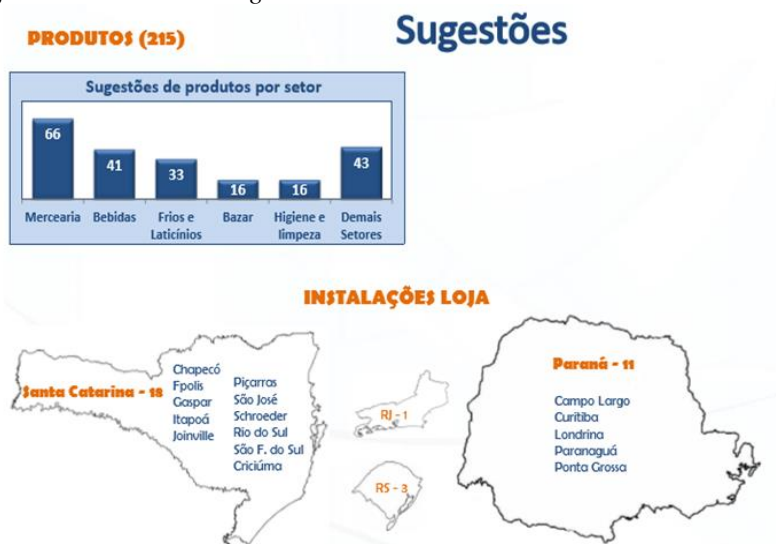 Sugestões
PRODUTOS (215)
Sugestões de produtos por setor
66
41
33
16
16
43
Mercearia
Bebidas
Frios e
Laticínios
Bazar
Higiene e
limpeza
Demais
Setores
INSTALAÇÕES LOJA
Santa Catarina - 18
Chapecó
Fpolis
Gaspar
Itapoá
Joinville
Piçarras
São José
Schroeder
Rio do Sul
São F. do Sul
Criciúma
RJ - 1
RS - 3
Paraná - 11
Campo Largo
Curitiba
Londrina
Paranaguá
Ponta Grossa